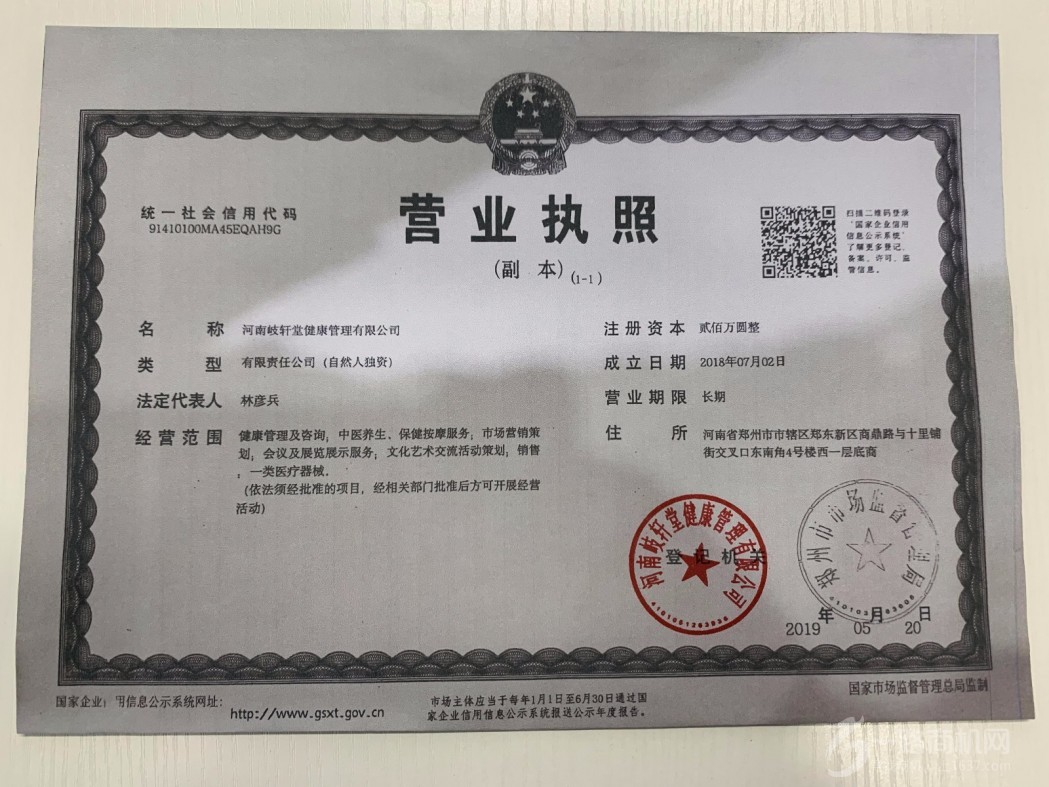 统一社会信用代码
91410100MA45EQAH9G
营业执照
(副 本) (1-1)
扫描二维码登录
‘国家企业信用
信息公示系统’
了解更多登记、
备案、许可、监
管信息。
名称 河南岐轩堂健康管理有限公司
类型 有限责任公司(自然人独资)
法定代表人 林彦兵
经营范围 健康管理及咨询;中医养生、保健按摩服务;市场营销策
划;会议及展览展示服务;文化艺术交流活动策划;销售
:一类医疗器械.
(依法须经批准的项目,经相关部门批准后方可开展经营
活动)
注册资本 贰佰万圆整
成立日期 2018年07月02日
营业期限 长期
住所 河南省郑州市市辖区郑东新区商鼎路与十里铺
街交叉口东南角4号楼西一层底商
河南岐轩堂健康管理有限公司
登记机关
郑州市市场监督 局
2019年05月20日
国家企业 用信息公示系统网址:
http://www.gsxt.gov.cn
市场主体应当于每年1月1日至6月30日通过国
家企业信用信息公示系统报送公示年度报告。
国家市场监督管理总局监制
商机网